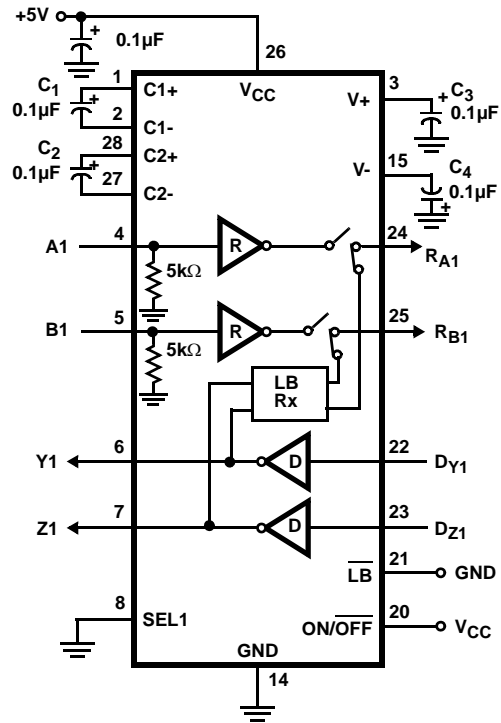 +5V
+ 0.1µF
26
1
C1+
VCC
V+
3
+ C3
0.1µF
C1
0.1µF
+
2
C1-
C2
0.1µF
+
28
C2+
27
C2-
V-
15
C4
0.1µF
+
A1
4
R
24
RA1
5kΩ
B1
5
R
25
RB1
5kΩ
LB
Rx
Y1
6
D
22
DY1
Z1
7
D
23
DZ1
LB
21
GND
8
SEL1
ON/OFF
20
VCC
GND
14